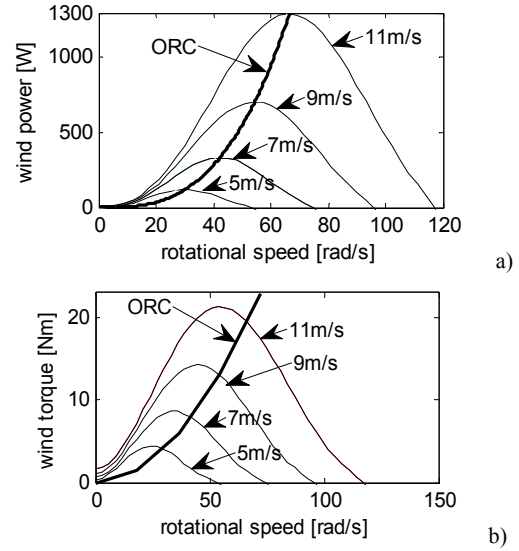 1300
1000
500
0
wind power [W]
ORC
11m/s
9m/s
7m/s
5m/s
0 20 40 60 80 100 120
rotational speed [rad/s]
a)
20
10
0
wind torque [Nm]
ORC
11m/s
9m/s
7m/s
5m/s
0 50 100 150
rotational speed [rad/s]
b)